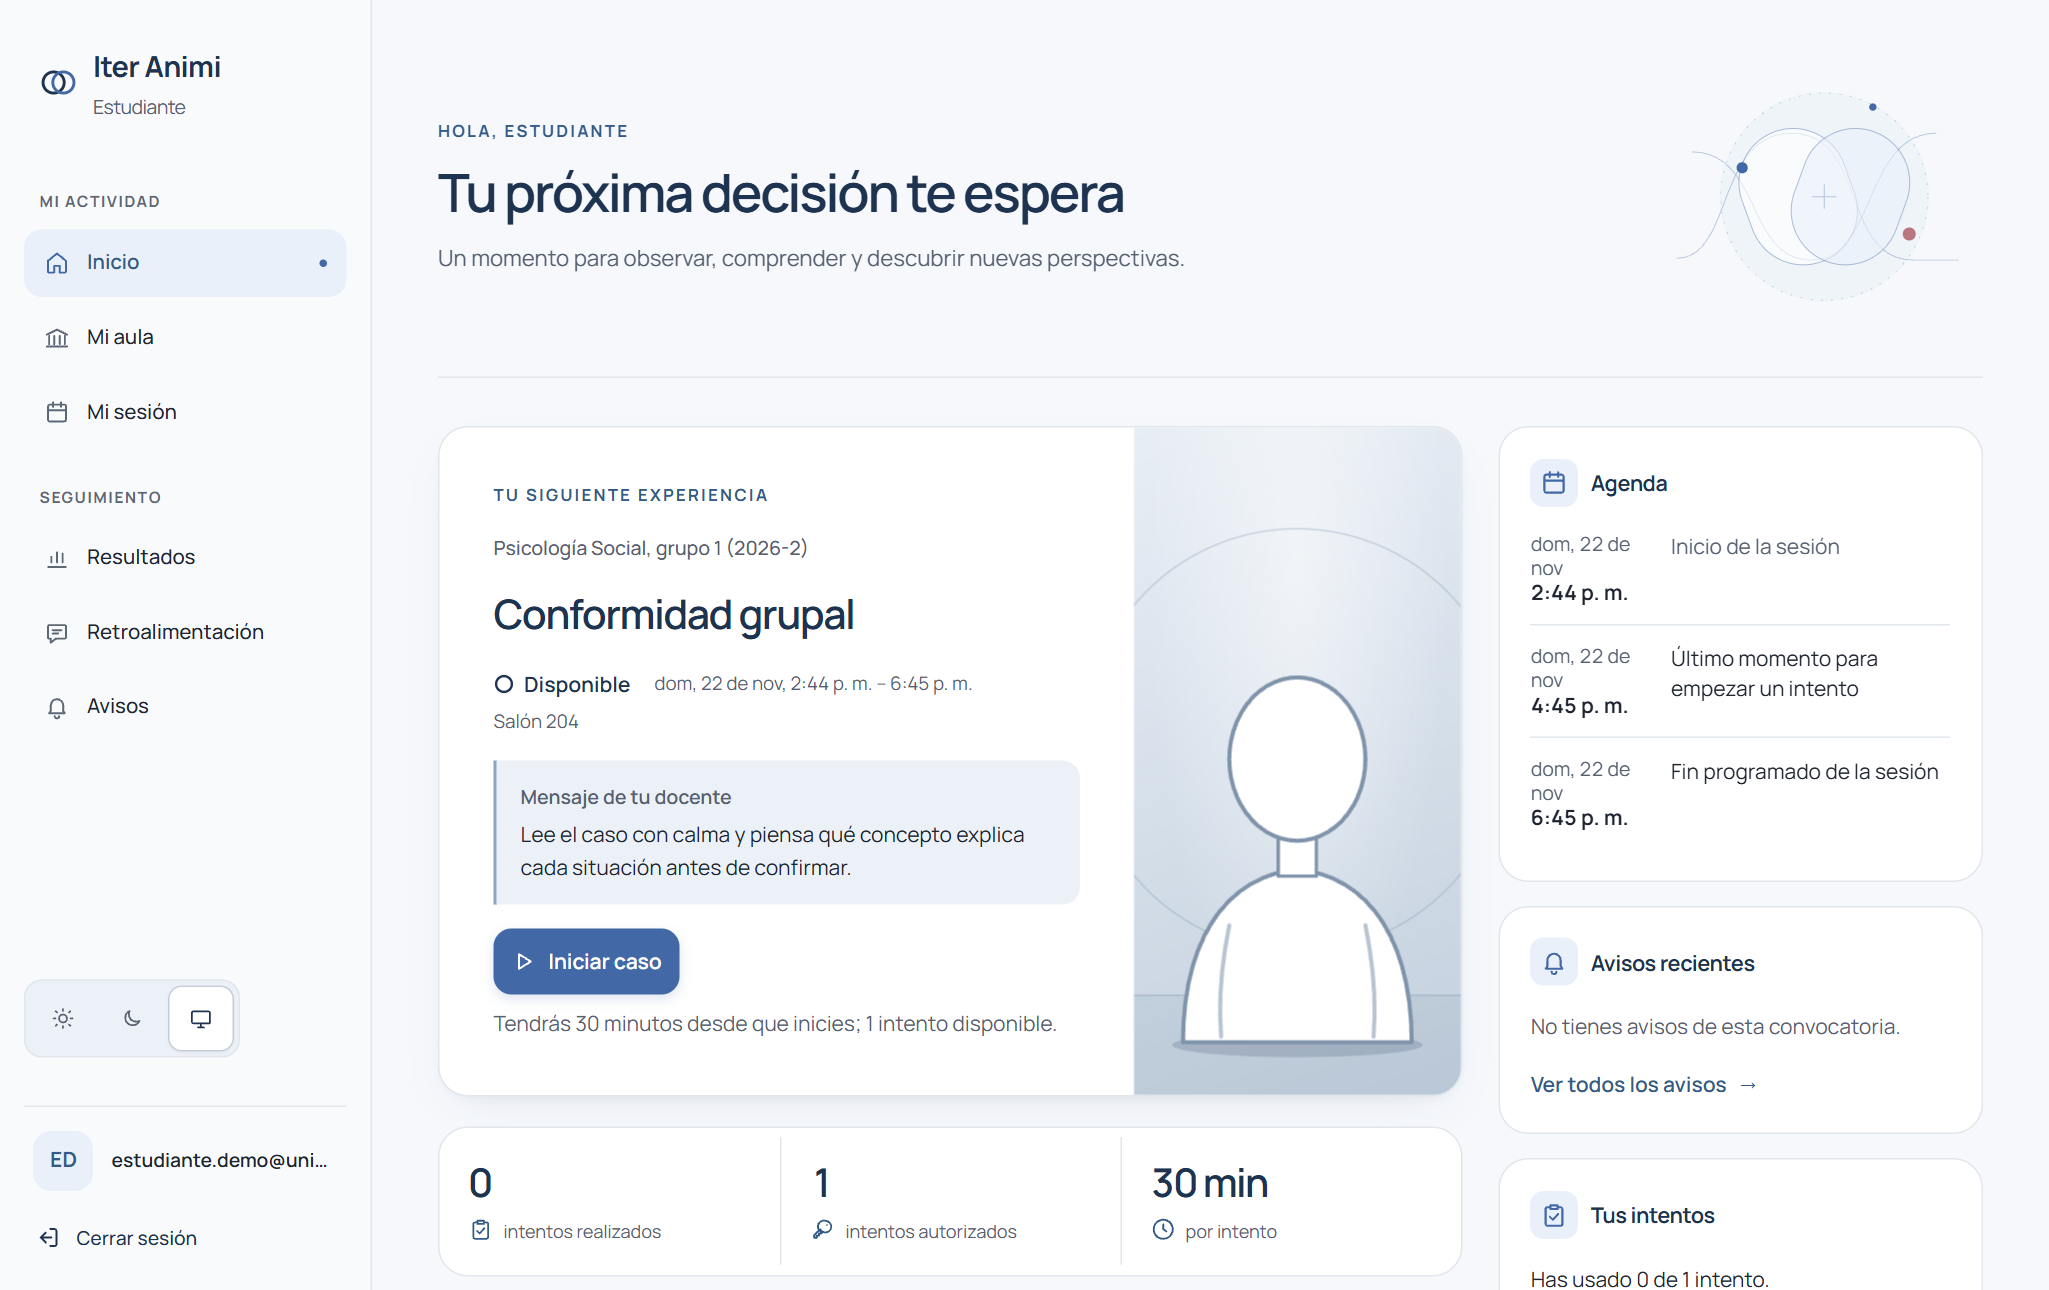 Iter Animi
Estudiante
MI ACTIVIDAD
Inicio
Mi aula
Mi sesión
SEGUIMIENTO
Resultados
Retroalimentación
Avisos
ED
estudiante.demo@uni...
Cerrar sesión
HOLA, ESTUDIANTE
Tu próxima decisión te espera
Un momento para observar, comprender y descubrir nuevas perspectivas.
TU SIGUIENTE EXPERIENCIA
Psicología Social, grupo 1 (2026-2)
Conformidad grupal
Disponible dom, 22 de nov, 2:44 p. m. – 6:45 p. m.
Salón 204
Mensaje de tu docente
Lee el caso con calma y piensa qué concepto explica
cada situación antes de confirmar.
Iniciar caso
Tendrás 30 minutos desde que inicies; 1 intento disponible.
0
intentos realizados
1
intentos autorizados
30 min
por intento
Agenda
dom, 22 de
nov
2:44 p. m.
Inicio de la sesión
dom, 22 de
nov
4:45 p. m.
Último momento para
empezar un intento
dom, 22 de
nov
6:45 p. m.
Fin programado de la sesión
Avisos recientes
No tienes avisos de esta convocatoria.
Ver todos los avisos →
Tus intentos
Has usado 0 de 1 intento.